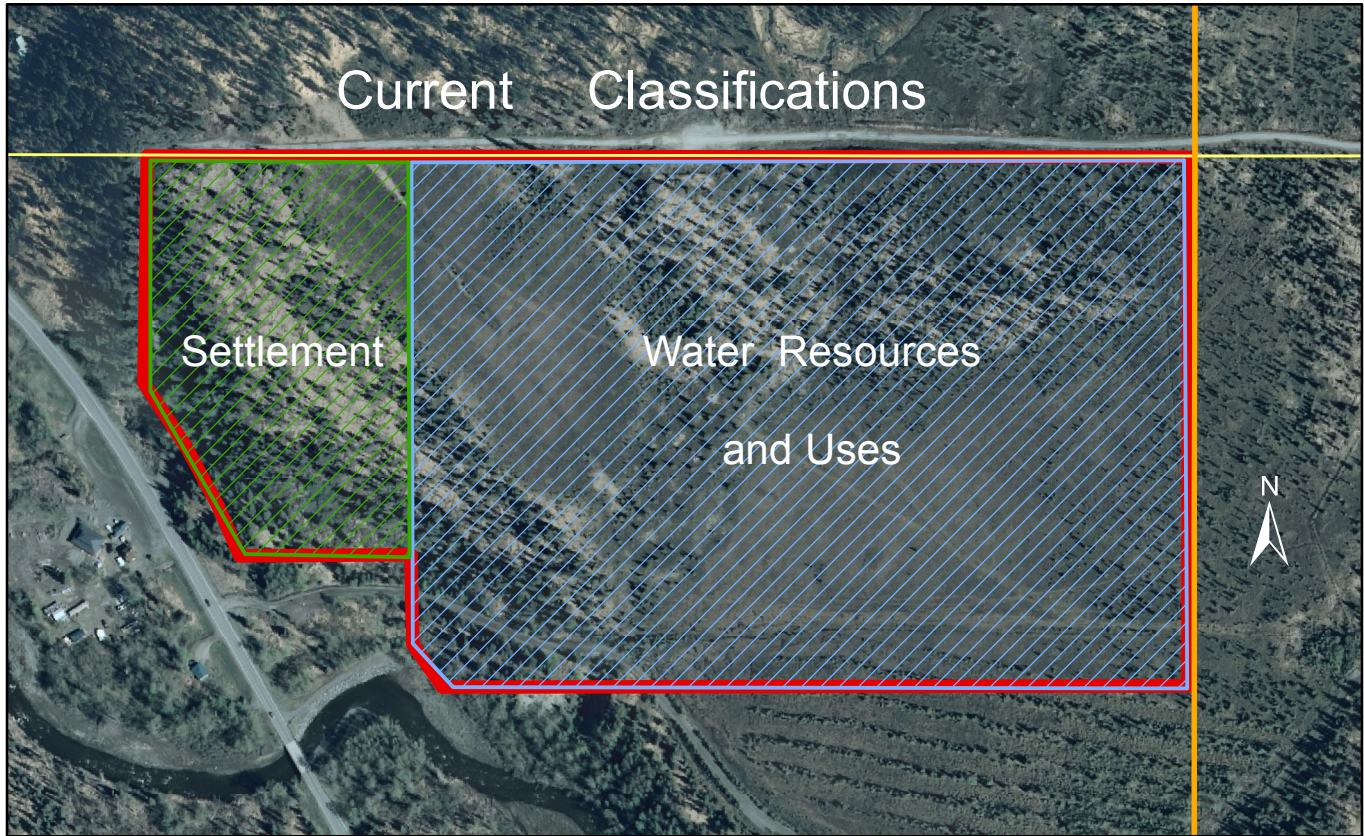 Current Classifications
Settlement
Water Resources
and Uses
N